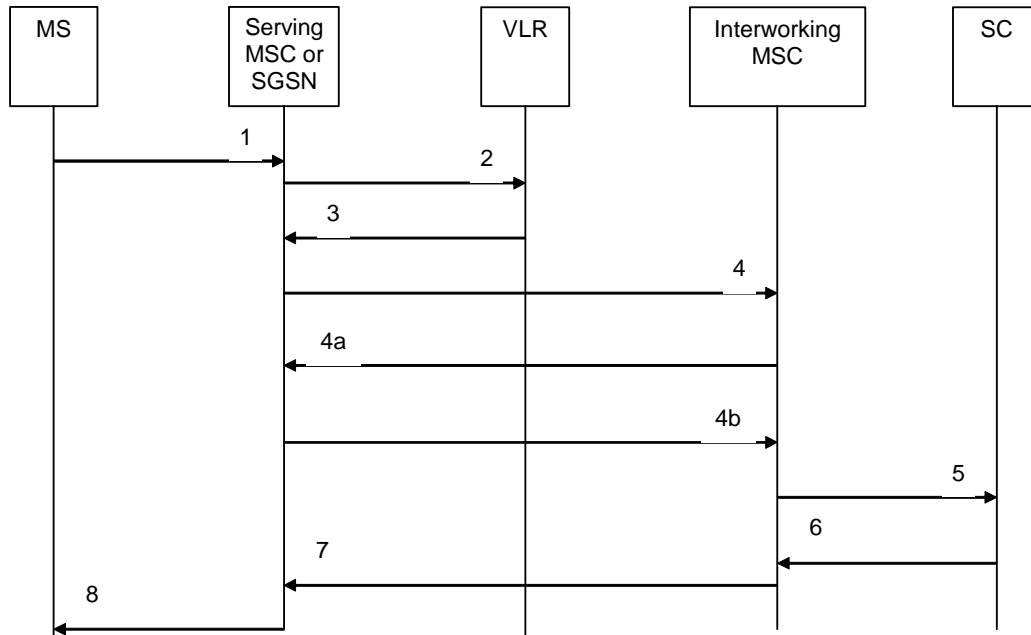 MS
Serving
MSC or
SGSN
VLR
Interworking
MSC
SC
1
2
3
4
4a
4b
5
6
7
8